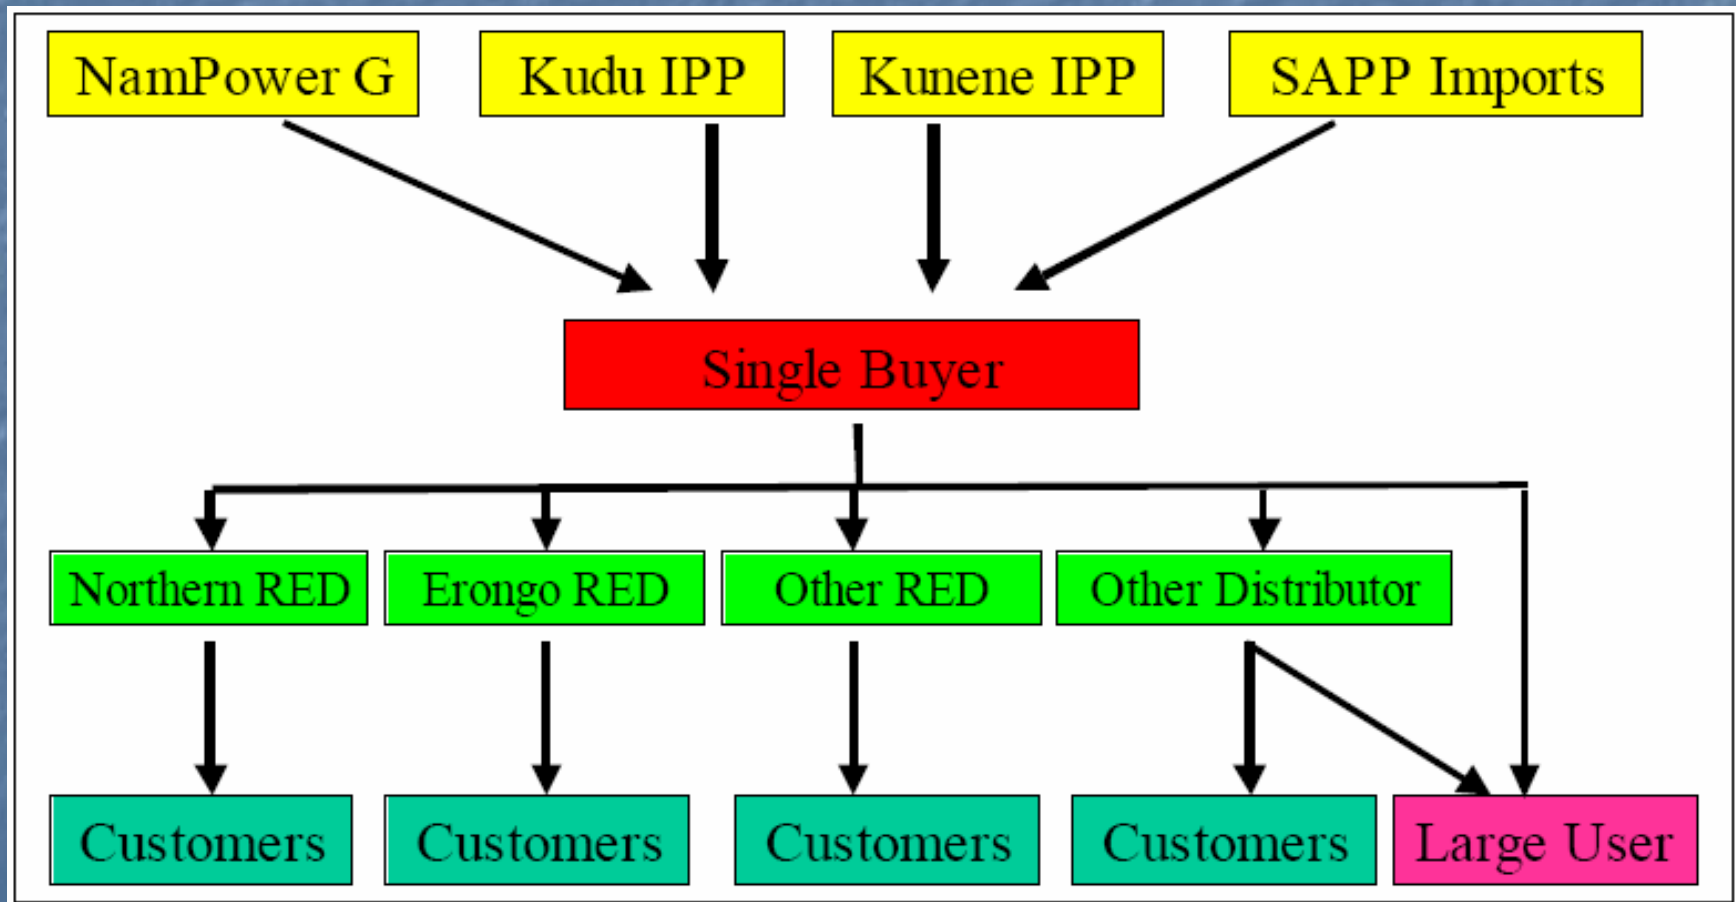 NamPower G
Kudu IPP
Kunene IPP
SAPP Imports
Single Buyer
Northern RED
Erongo RED
Other RED
Other Distributor
Customers
Customers
Customers
Customers
Large User